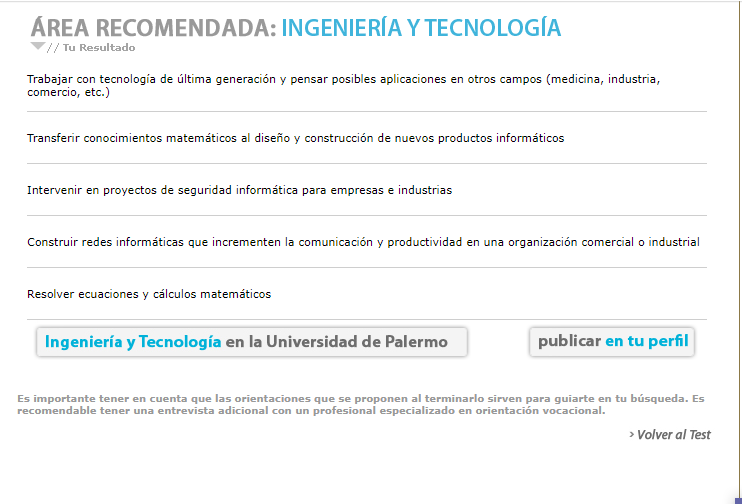 ÁREA RECOMENDADA: INGENIERÍA Y TECNOLOGÍA
// Tu Resultado
Trabajar con tecnología de última generación y pensar posibles aplicaciones en otros campos (medicina, industria,
comercio, etc.)
Transferir conocimientos matemáticos al diseño y construcción de nuevos productos informáticos
Intervenir en proyectos de seguridad informática para empresas e industrias
Construir redes informáticas que incrementen la comunicación y productividad en una organización comercial o industrial
Resolver ecuaciones y cálculos matemáticos
Ingeniería y Tecnología en la Universidad de Palermo
publicar en tu perfil
Es importante tener en cuenta que las orientaciones que se proponen al terminarlo sirven para guiarte en tu búsqueda. Es
recomendable tener una entrevista adicional con un profesional especializado en orientación vocacional.
› Volver al Test